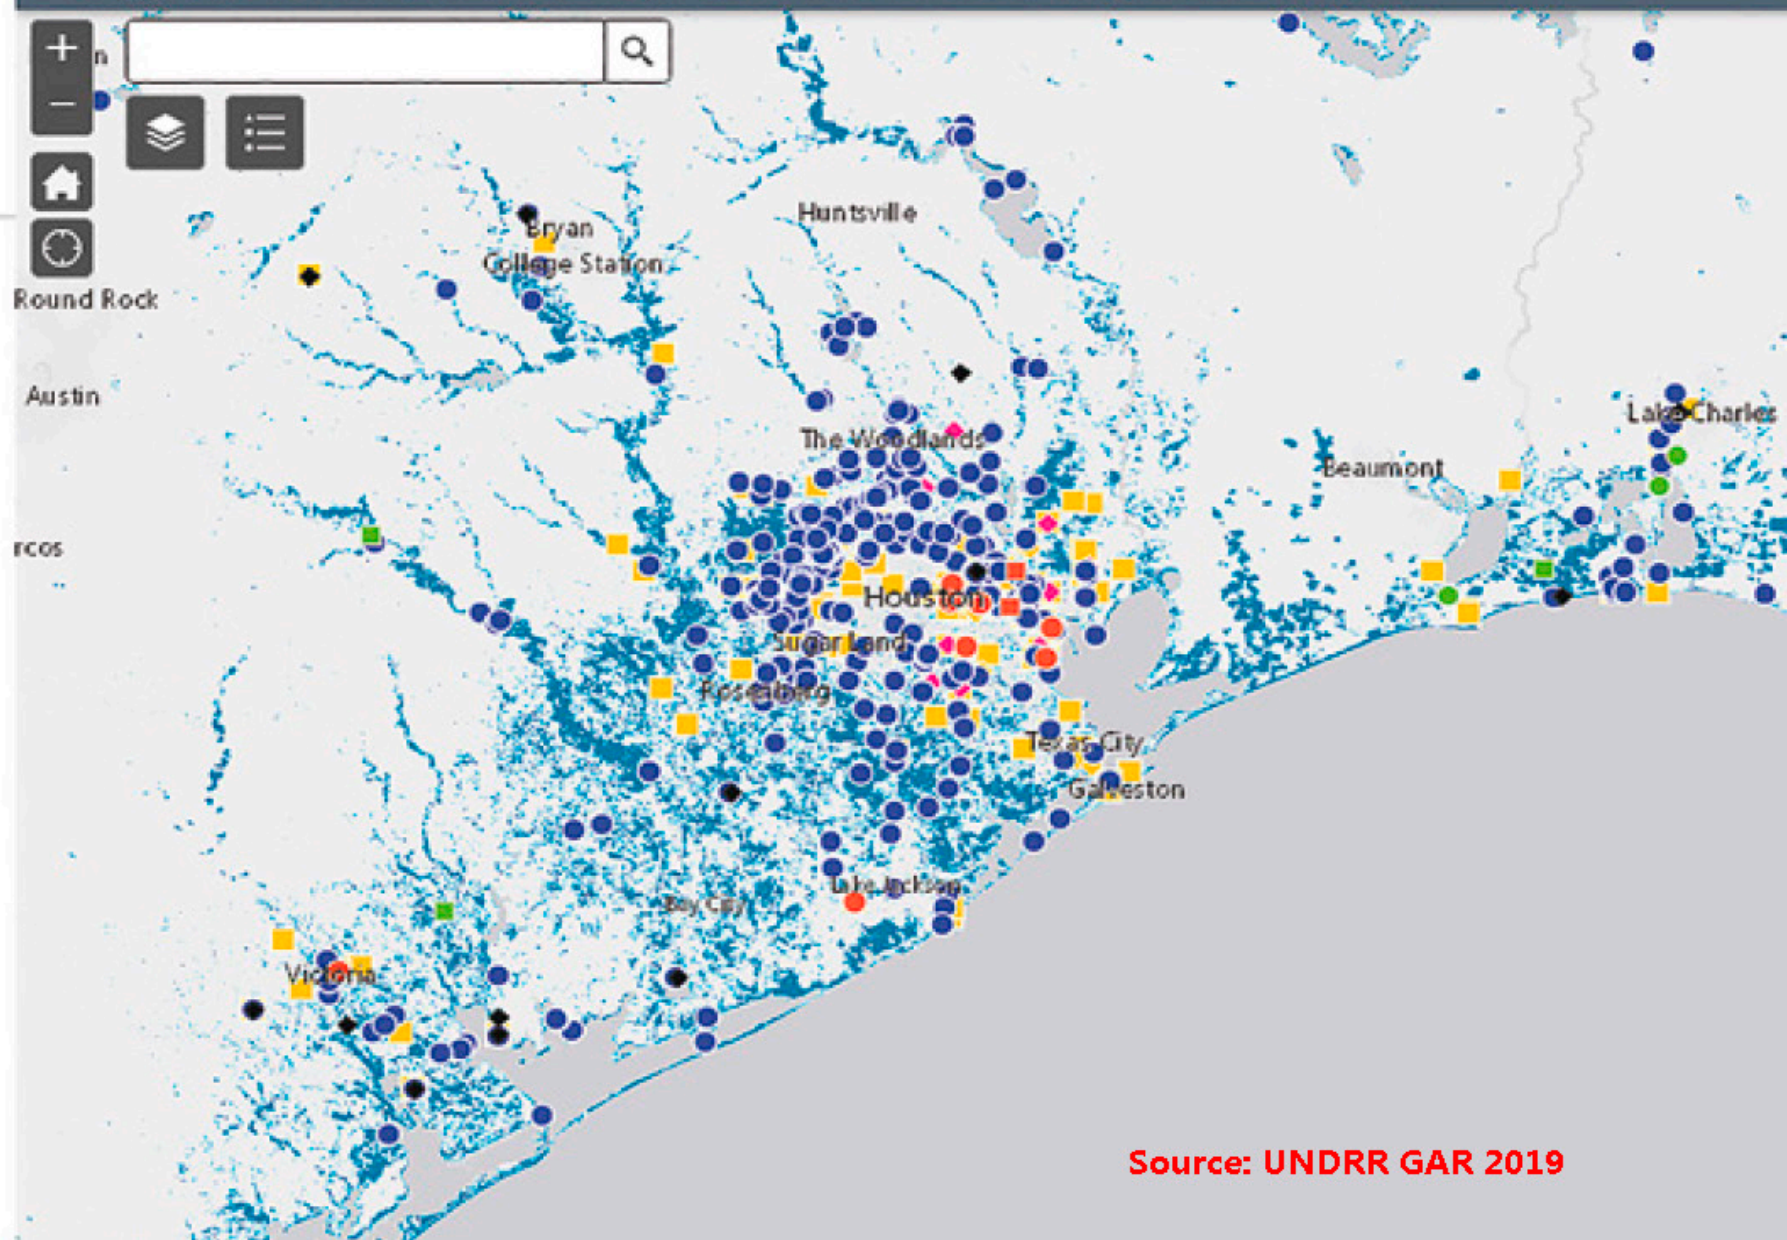 n
Huntsville
Bryan
College Station
Round Rock
Austin
Lake Charles
The Woodlands
Beaumont
rcos
Houston
Sugar Land
Rosenberg
Texas City
Galveston
Lake Jackson
Bay City
Victoria
Source: UNDRR GAR 2019